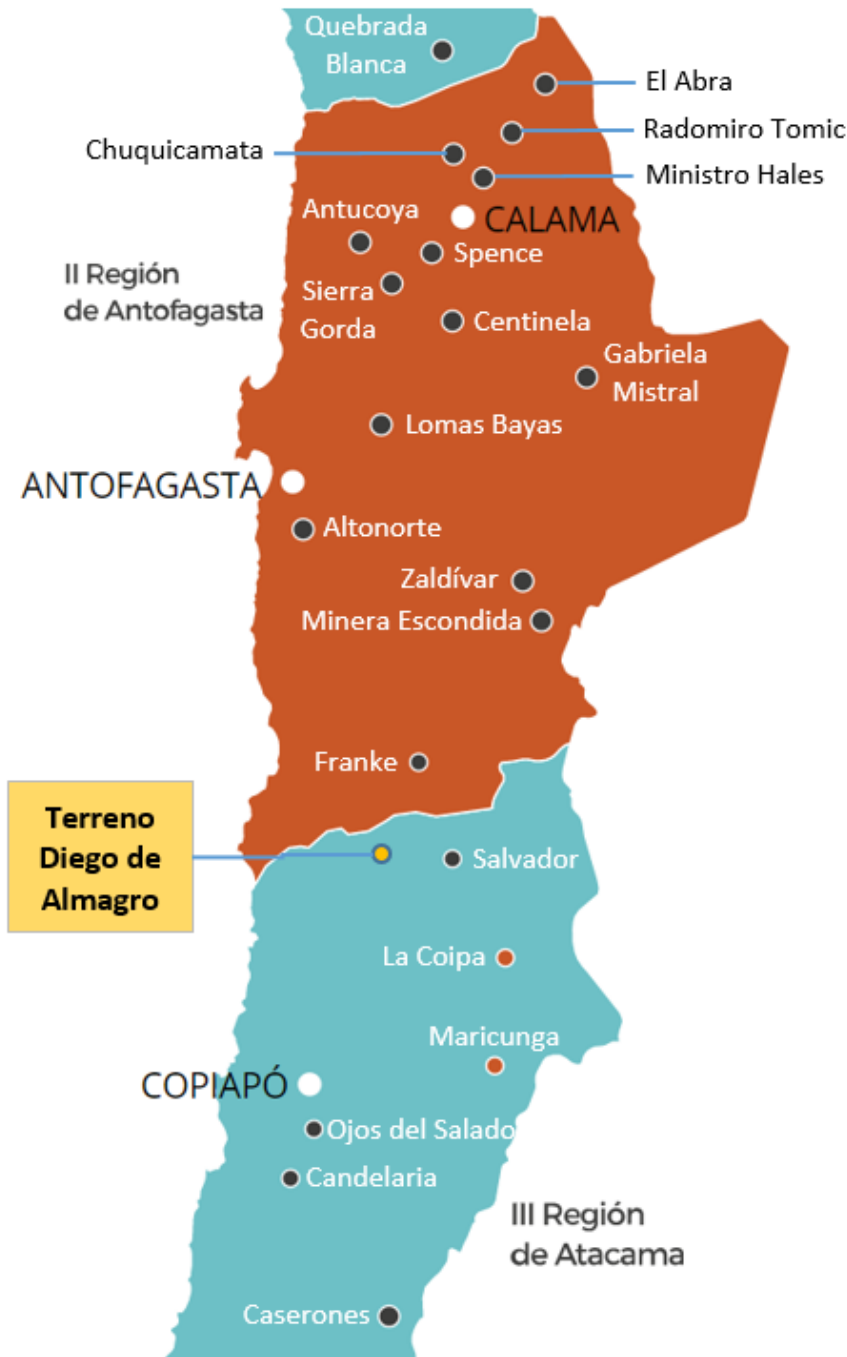 Quebrada
Blanca
El Abra
Radomiro Tomic
Chuquicamata
Ministro Hales
Antucoya
CALAMA
Spence
II Región
de Antofagasta
Sierra
Gorda
Centinela
Gabriela
Mistral
Lomas Bayas
ANTOFAGASTA
Altonorte
Zaldívar
Minera Escondida
Franke
Terreno
Diego de
Almagro
Salvador
La Coipa
Maricunga
COPIAPÓ
Ojos del Salado
Candelaria
III Región
de Atacama
Caserones